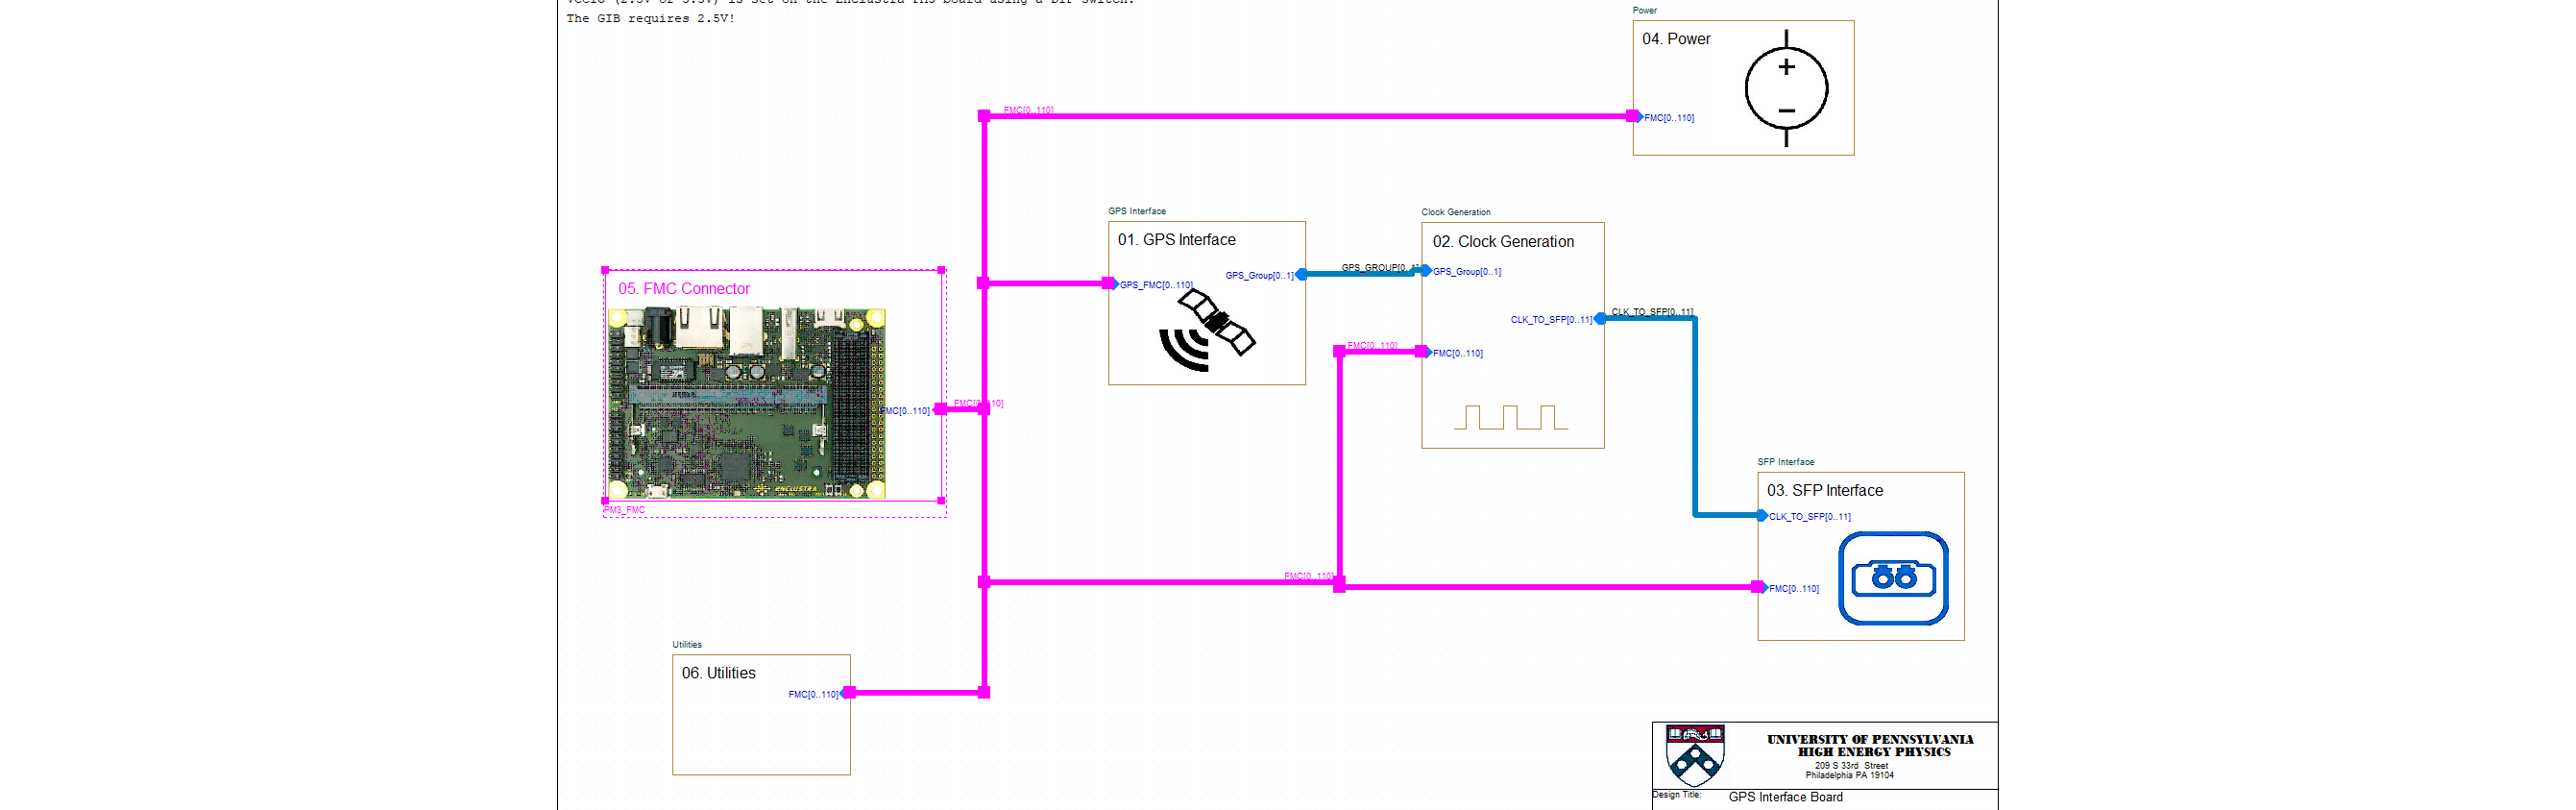 The GIB requires 2.5V!
Power
04. Power
FMC[0..110]
FMC[0..110]
GPS Interface
01. GPS Interface
GPS_Group[0..1]
GPS_FMC[0..110]
GPS_GROUP[0..1]
Clock Generation
02. Clock Generation
GPS_Group[0..1]
CLK_TO_SFP[0..11]
FMC[0..110]
FMC[0..110]
CLK_TO_SFP[0..11]
05. FMC Connector
FMC[0..110]
ENCLUSTRA
PM3_FMC
FMC[0..110]
SFP Interface
03. SFP Interface
CLK_TO_SFP[0..11]
FMC[0..110]
FMC[0..110]
Utilities
06. Utilities
FMC[0..110]
UNIVERSITY OF PENNSYLVANIA
HIGH ENERGY PHYSICS
209 S 33rd Street
Philadelphia PA 19104
Design Title:
GPS Interface Board